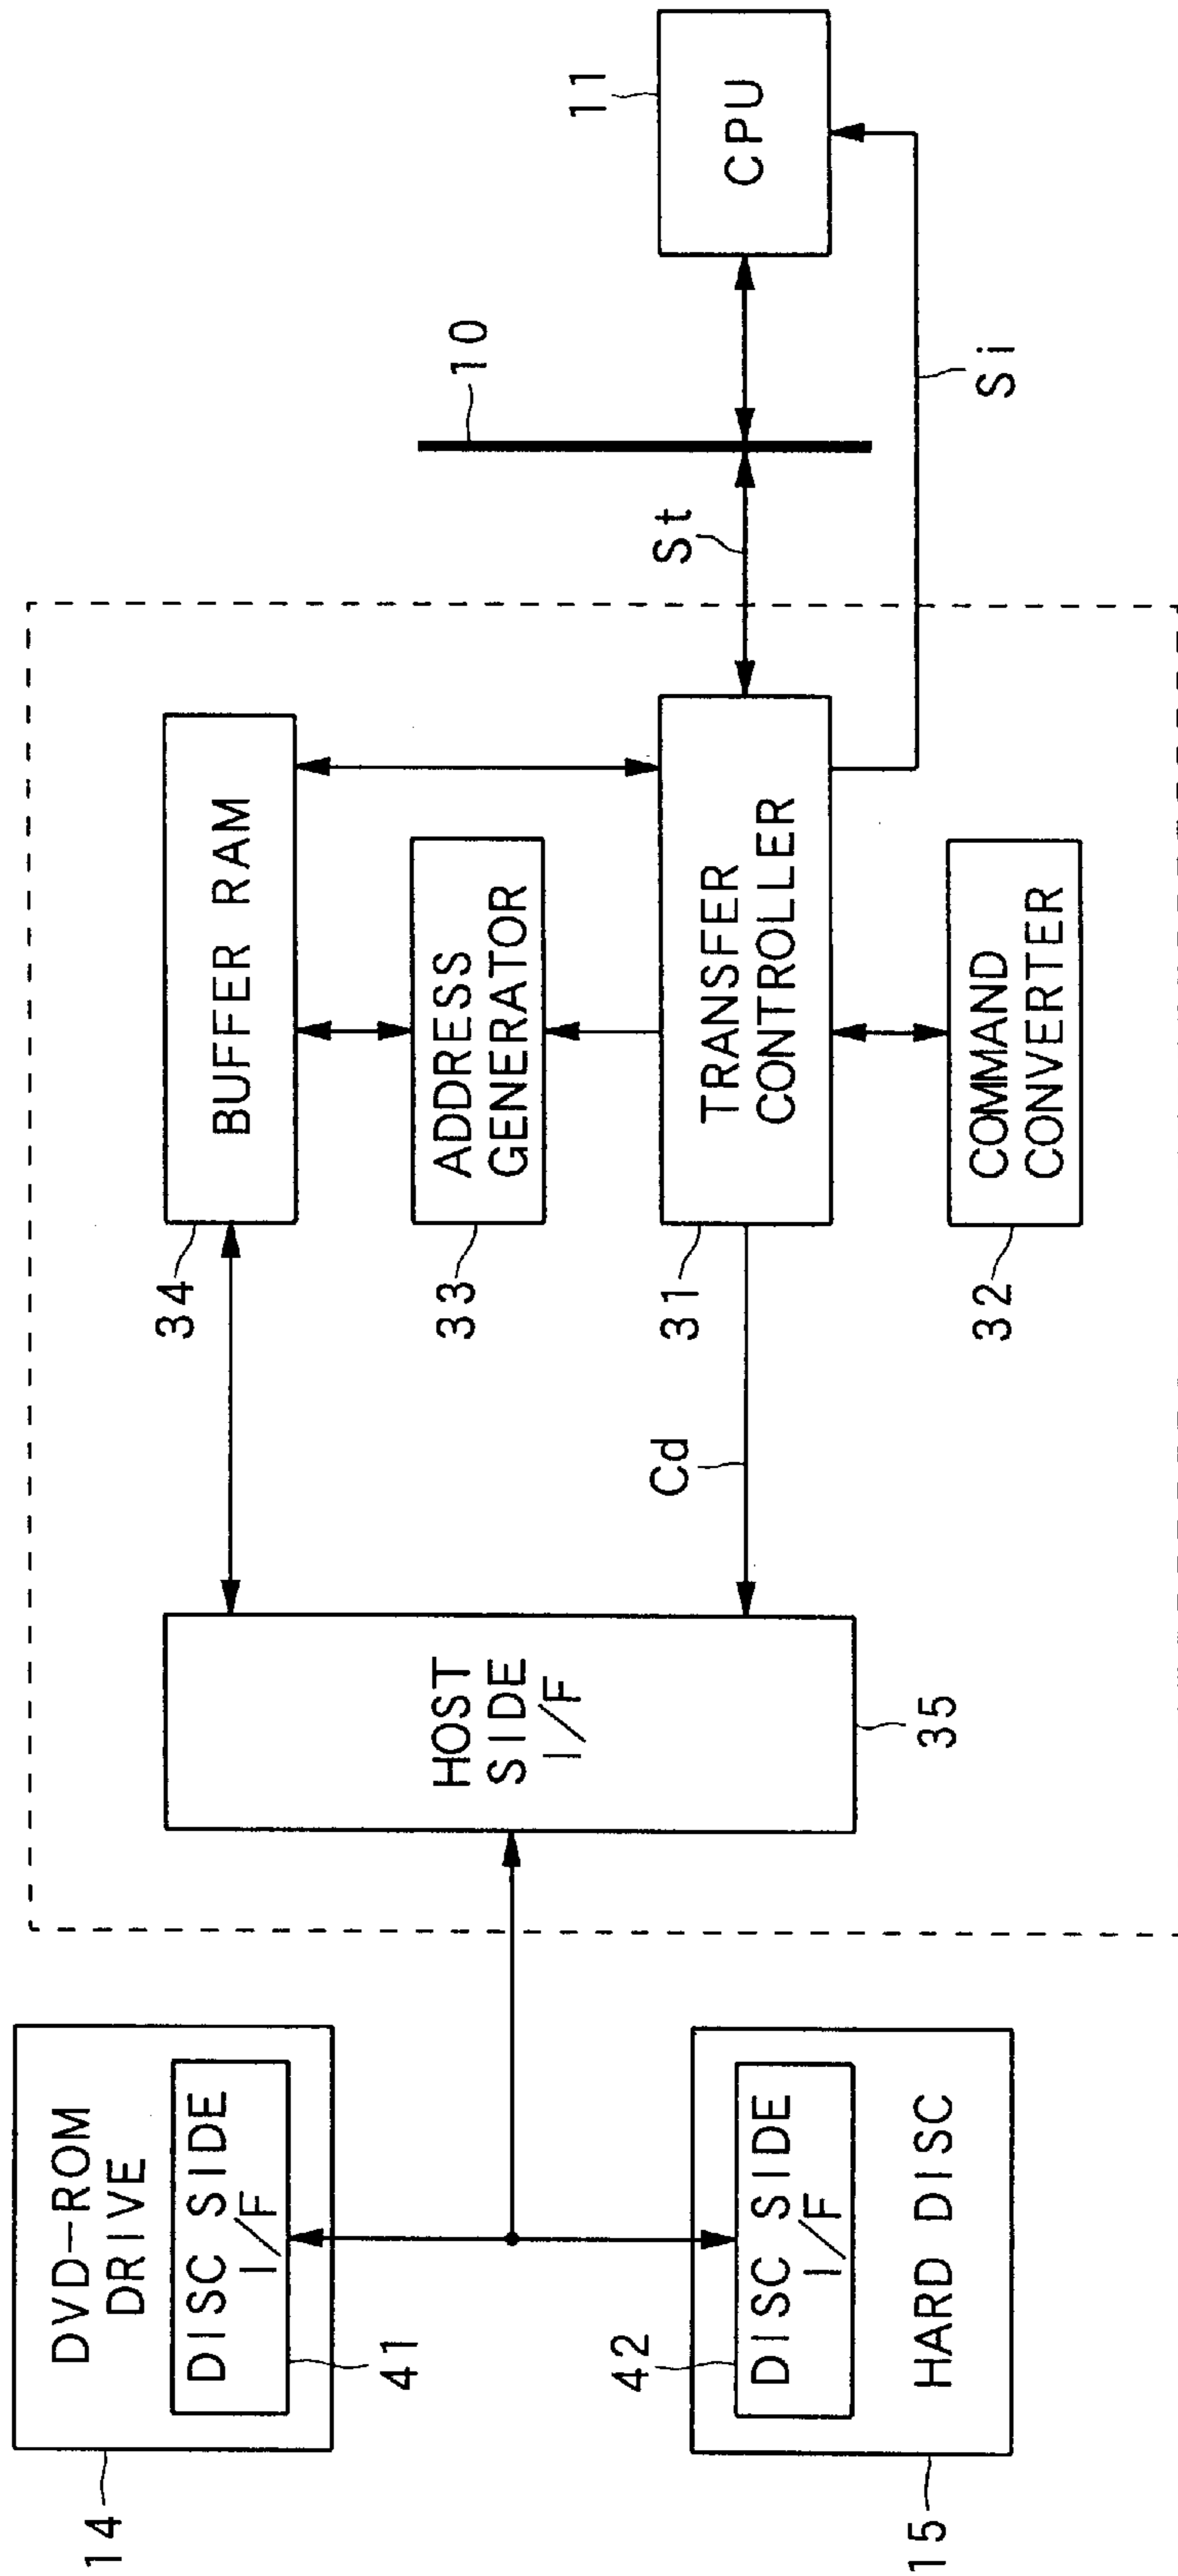 14
DVD-ROM
DRIVE
DISC SIDE
I/F
41
42
DISC SIDE
I/F
HARD DISC
15
HOST
SIDE
I/F
35
34
BUFFER RAM
33
ADDRESS
GENERATOR
Cd
31
TRANSFER
CONTROLLER
32
COMMAND
CONVERTER
St
10
Si
11
CPU